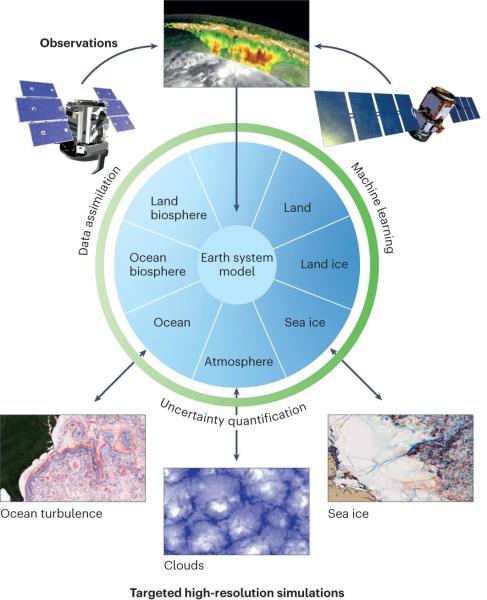 Observations
Data assimilation
Machine learning
Land
biosphere
Land
Ocean
biosphere
Earth system
model
Land ice
Ocean
Sea ice
Atmosphere
Uncertainty quantification
Ocean turbulence
Sea ice
Clouds
Targeted high-resolution simulations